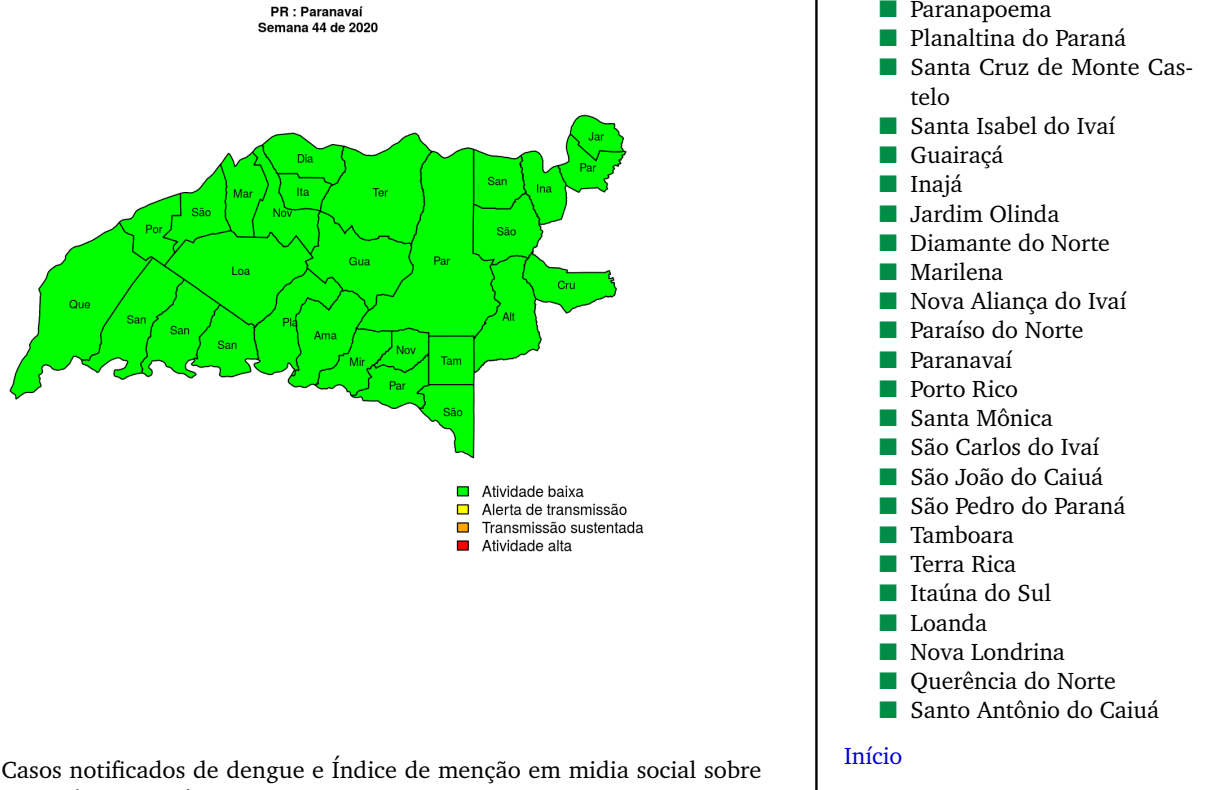 PR : Paranavaí
Semana 44 de 2020
Jar
Par
Dia
San
Ina
Mar
Ita
Ter
São
Nov
Por
São
Loa
Gua
Par
Cru
Que
San
San
Pla
Ama
Alt
San
Nov
Mir
Tam
Par
São
Atividade baixa
Alerta de transmissão
Transmissão sustentada
Atividade alta
Casos notificados de dengue e Índice de menção em midia social sobre
Paranapoema
Planaltina do Paraná
Santa Cruz de Monte Cas-
telo
Santa Isabel do Ivaí
Guairaçá
Inajá
Jardim Olinda
Diamante do Norte
Marilena
Nova Aliança do Ivaí
Paraíso do Norte
Paranavaí
Porto Rico
Santa Mônica
São Carlos do Ivaí
São João do Caiuá
São Pedro do Paraná
Tamboara
Terra Rica
Itaúna do Sul
Loanda
Nova Londrina
Querência do Norte
Santo Antônio do Caiuá
Início